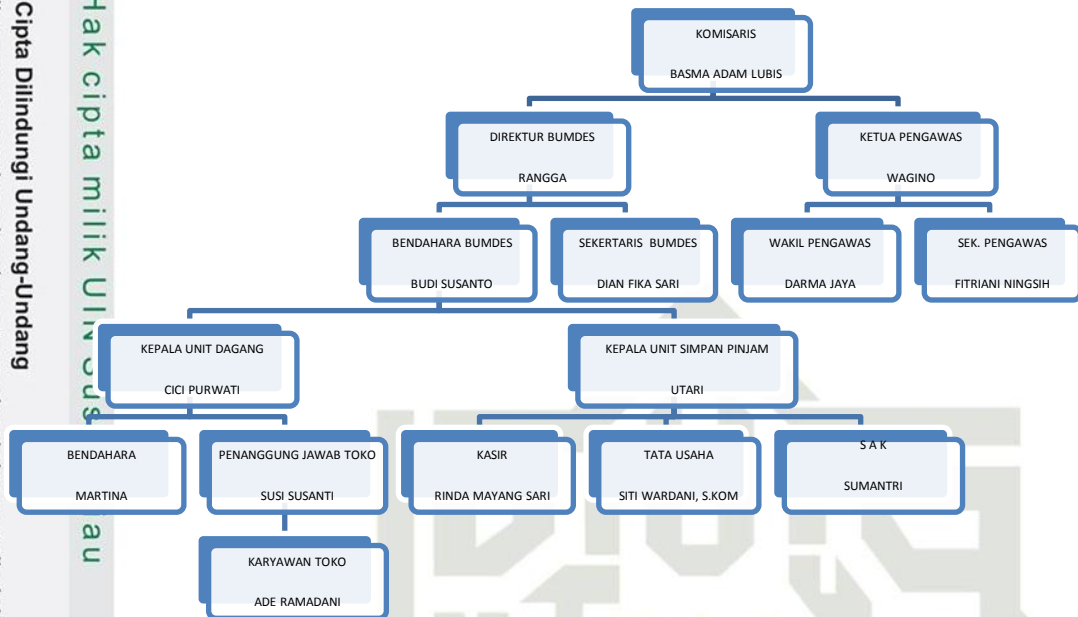 KOMISARIS
BASMA ADAM LUBIS
DIREKTUR BUMDES
RANGGA
KETUA PENGAWAS
WAGINO
BENDAHARA BUMDES
BUDI SUSANTO
SEKERTARIS BUMDES
DIAN FIKA SARI
WAKIL PENGAWAS
DARMA JAYA
SEK. PENGAWAS
FITRIANI NINGSIH
KEPALA UNIT DAGANG
CICI PURWATI
KEPALA UNIT SIMPAN PINJAM
UTARI
BENDAHARA
MARTINA
PENANGGUNG JAWAB TOKO
SUSI SUSANTI
KASIR
RINDA MAYANG SARI
TATA USAHA
SITI WARDANI, S.KOM
S A K
SUMANTRI
KARYAWAN TOKO
ADE RAMADANI
Hak cipta milik UIN
Cipta Dilindungi Undang-Undang